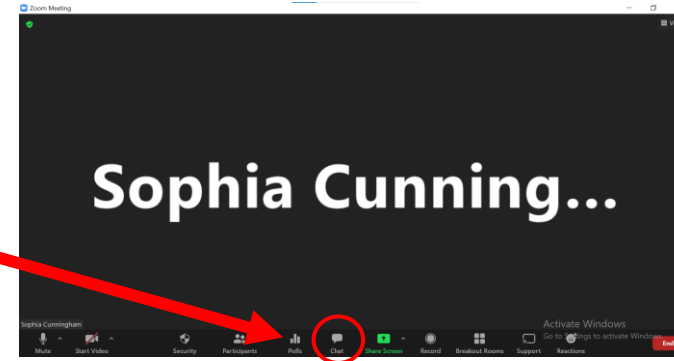 Zoom Meeting
Sophia Cunning...
Sophia Cunningham
Activate Windows
Go to Settings to activate Windows
Mute Start Video Security Participants Polls Chat Share Screen Record Breakout Rooms Support Reactions End